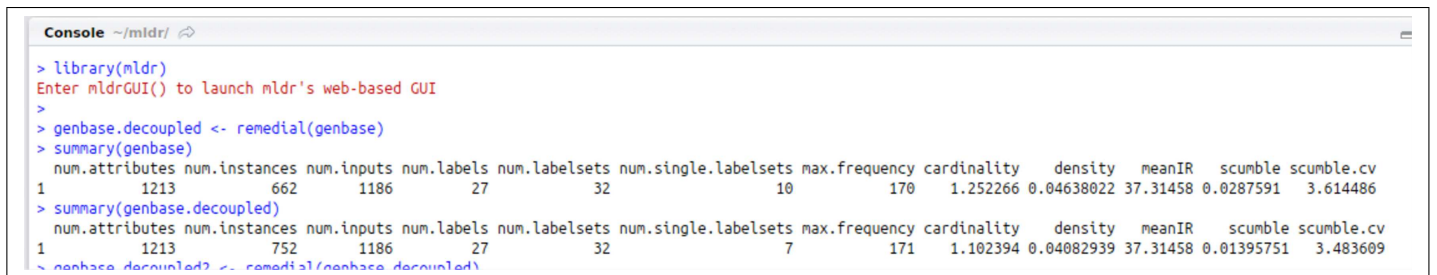 Console ~/mldr/
> library(mldr)
Enter mldrGUI() to launch mldr's web-based GUI
>
> genbase.decoupled <- remedial(genbase)
> summary(genbase)
num.attributes num.instances num.inputs num.labels num.labelsets num.single.labelsets max.frequency cardinality density meanIR scumble scumble.cv
1 1213 662 1186 27 32 10 170 1.252266 0.04638022 37.31458 0.0287591 3.614486
> summary(genbase.decoupled)
num.attributes num.instances num.inputs num.labels num.labelsets num.single.labelsets max.frequency cardinality density meanIR scumble scumble.cv
1 1213 752 1186 27 32 7 171 1.102394 0.04082939 37.31458 0.01395751 3.483609
> genbase.decoupled2 <- remedial(genbase.decoupled)